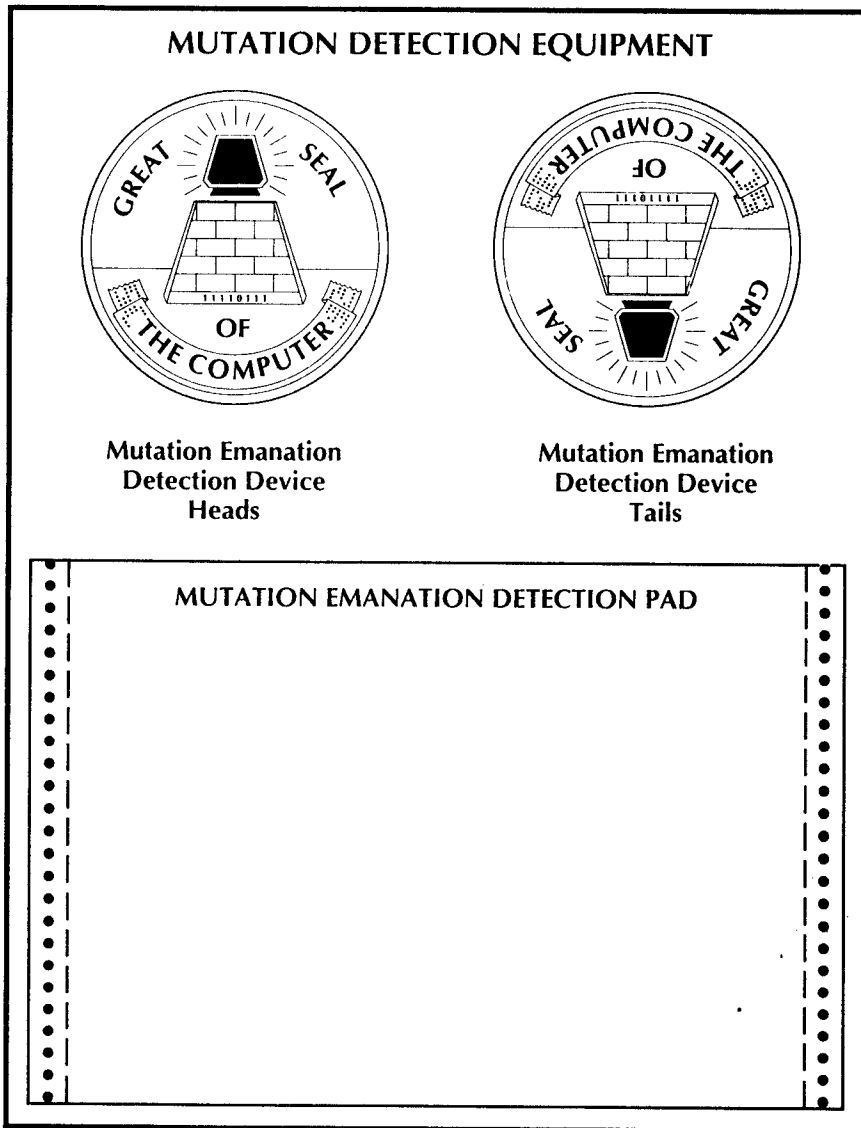 MUTATION DETECTION EQUIPMENT
GREAT SEAL
11101111
OF
THE COMPUTER
Mutation Emanation
Detection Device
Heads
GREAT SEAL
11101111
OF
THE COMPUTER
Mutation Emanation
Detection Device
Tails
MUTATION EMANATION DETECTION PAD